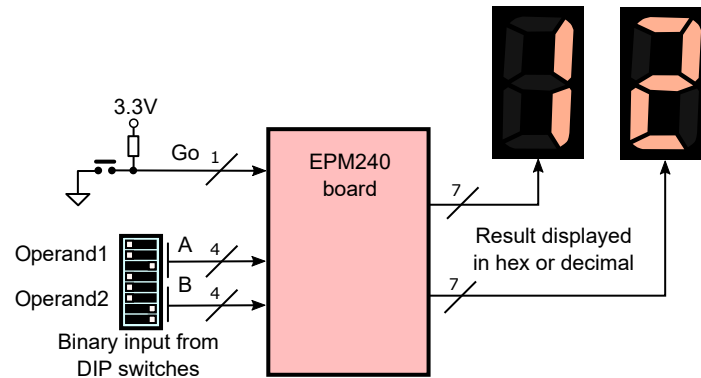 3.3V
Go
1
EPM240
board
7
Operand1
A
4
Operand2
B
4
Result displayed
in hex or decimal
7
Binary input from
DIP switches
12